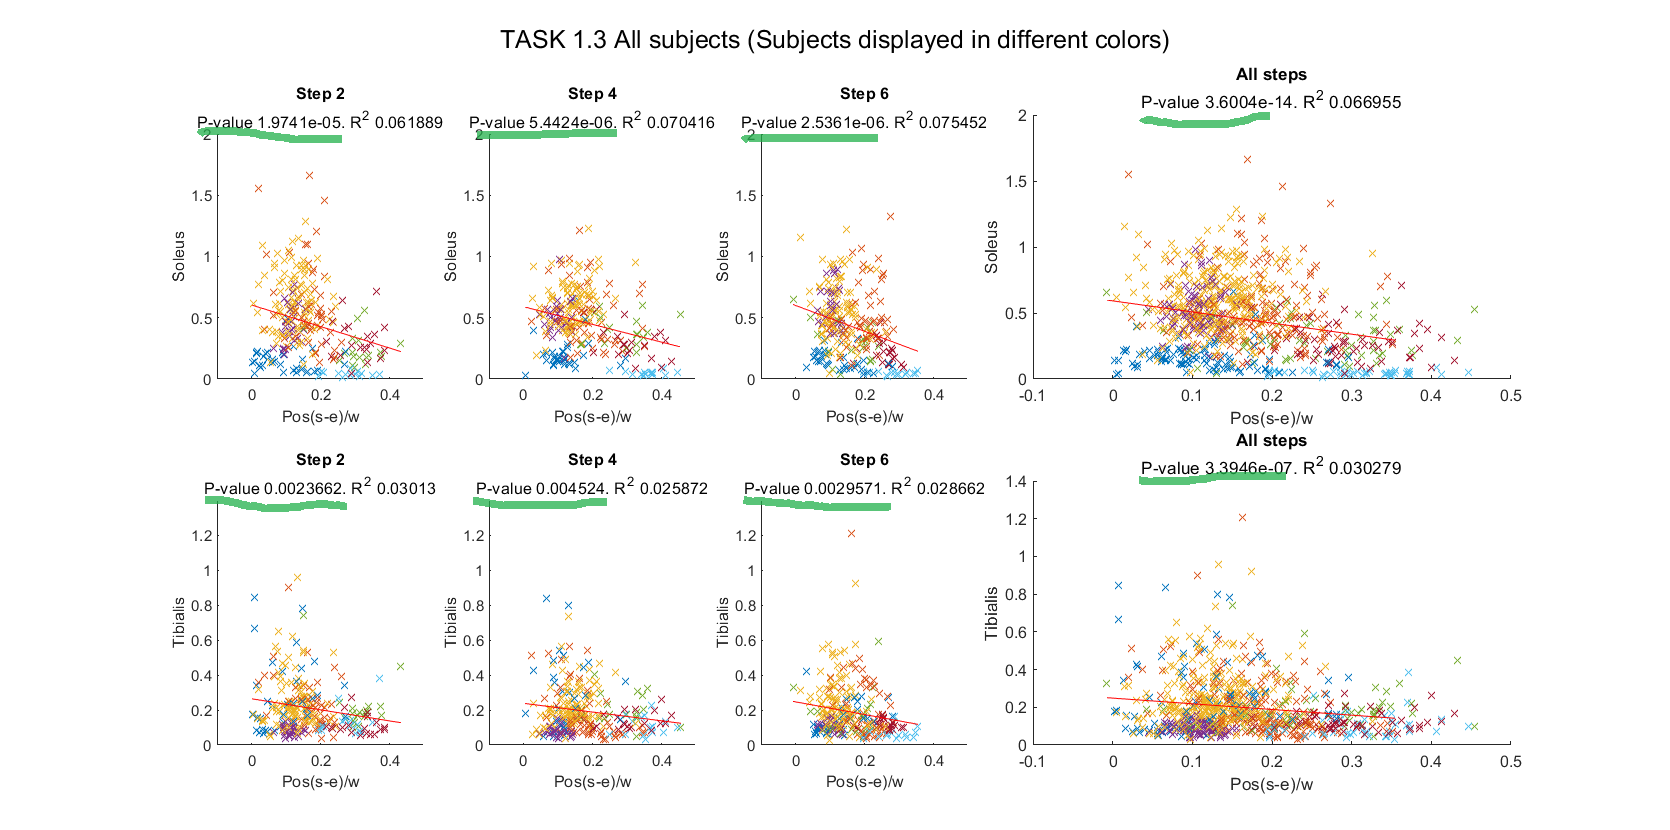 TASK 1.3 All subjects (Subjects displayed in different colors)
Step 2
P-value 1.9741e-05. R2 0.061889
2
1.5
1
0.5
0
Soleus
0 0.2 0.4
Pos(s-e)/w
Step 4
P-value 5.4424e-06. R2 0.070416
2
1.5
1
0.5
0
Soleus
0 0.2 0.4
Pos(s-e)/w
Step 6
P-value 2.5361e-06. R2 0.075452
2
1.5
1
0.5
0
Soleus
0 0.2 0.4
Pos(s-e)/w
All steps
P-value 3.6004e-14. R2 0.066955
2
1.5
1
0.5
0
Soleus
-0.1 0 0.1 0.2 0.3 0.4 0.5
Pos(s-e)/w
Step 2
P-value 0.0023662. R2 0.03013
1.2
1
0.8
0.6
0.4
0.2
0
Tibialis
0 0.2 0.4
Pos(s-e)/w
Step 4
P-value 0.004524. R2 0.025872
1.2
1
0.8
0.6
0.4
0.2
0
Tibialis
0 0.2 0.4
Pos(s-e)/w
Step 6
P-value 0.0029571. R2 0.028662
1.2
1
0.8
0.6
0.4
0.2
0
Tibialis
0 0.2 0.4
Pos(s-e)/w
All steps
P-value 3.3946e-07. R2 0.030279
1.4
1.2
1
0.8
0.6
0.4
0.2
0
Tibialis
-0.1 0 0.1 0.2 0.3 0.4 0.5
Pos(s-e)/w